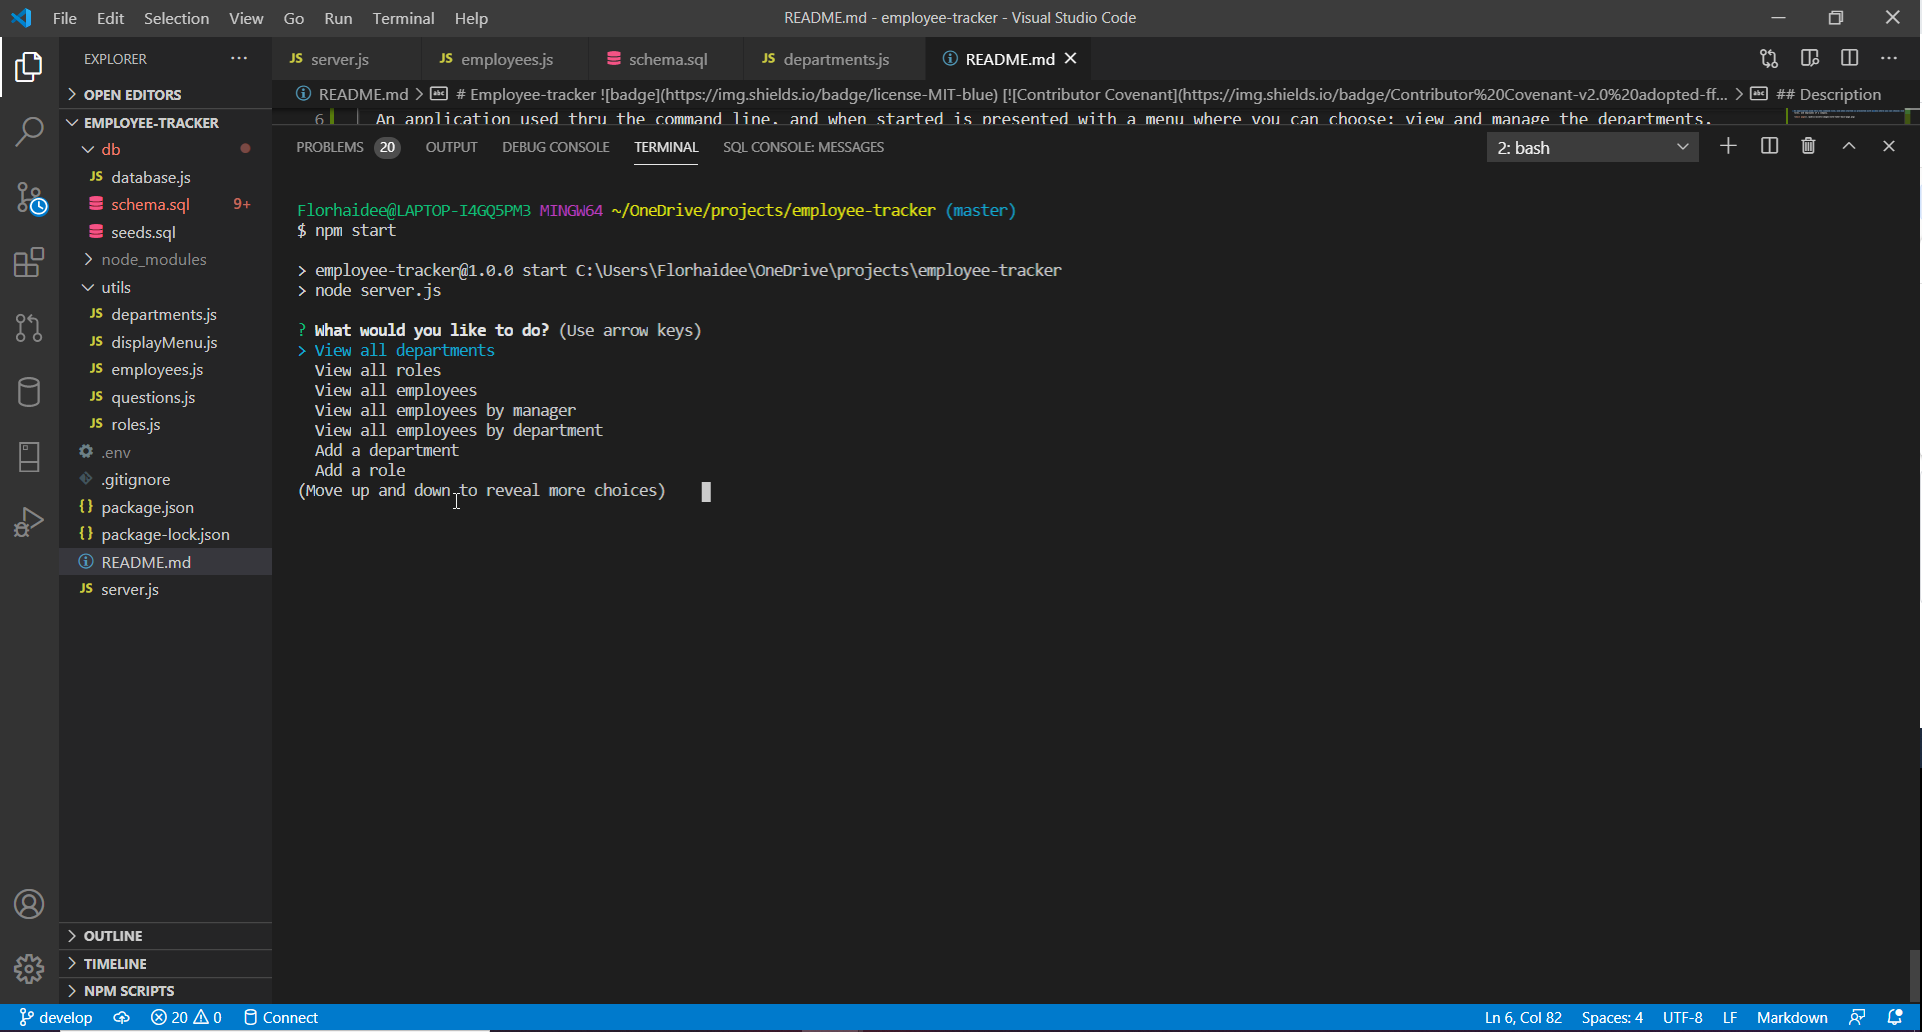 File Edit Selection View Go Run Terminal Help
README.md - employee-tracker - Visual Studio Code
EXPLORER
JS server.js
JS employees.js
schema.sql
JS departments.js
README.md
OPEN EDITORS
README.md > # Employee-tracker ![badge](https://img.shields.io/badge/license-MIT-blue) [![Contributor Covenant](https://img.shields.io/badge/Contributor%20Covenant-v2.0%20adopted-ff... > ## Description
6 An application used thru the command line, and when started is presented with a menu where you can choose: view and manage the departments,
EMPLOYEE-TRACKER
db
JS database.js
schema.sql 9+
seeds.sql
node_modules
utils
JS departments.js
JS displayMenu.js
JS employees.js
JS questions.js
JS roles.js
.env
.gitignore
{} package.json
{} package-lock.json
README.md
JS server.js
OUTLINE
TIMELINE
NPM SCRIPTS
PROBLEMS 20 OUTPUT DEBUG CONSOLE TERMINAL SQL CONSOLE: MESSAGES
2: bash
Florhaidee@LAPTOP-I4GQ5PM3 MINGW64 ~/OneDrive/projects/employee-tracker (master)
$ npm start
> employee-tracker@1.0.0 start C:\Users\Florhaidee\OneDrive\projects\employee-tracker
> node server.js
? What would you like to do? (Use arrow keys)
> View all departments
View all roles
View all employees
View all employees by manager
View all employees by department
Add a department
Add a role
(Move up and down to reveal more choices)
develop 20 0 Connect
Ln 6, Col 82 Spaces: 4 UTF-8 LF Markdown